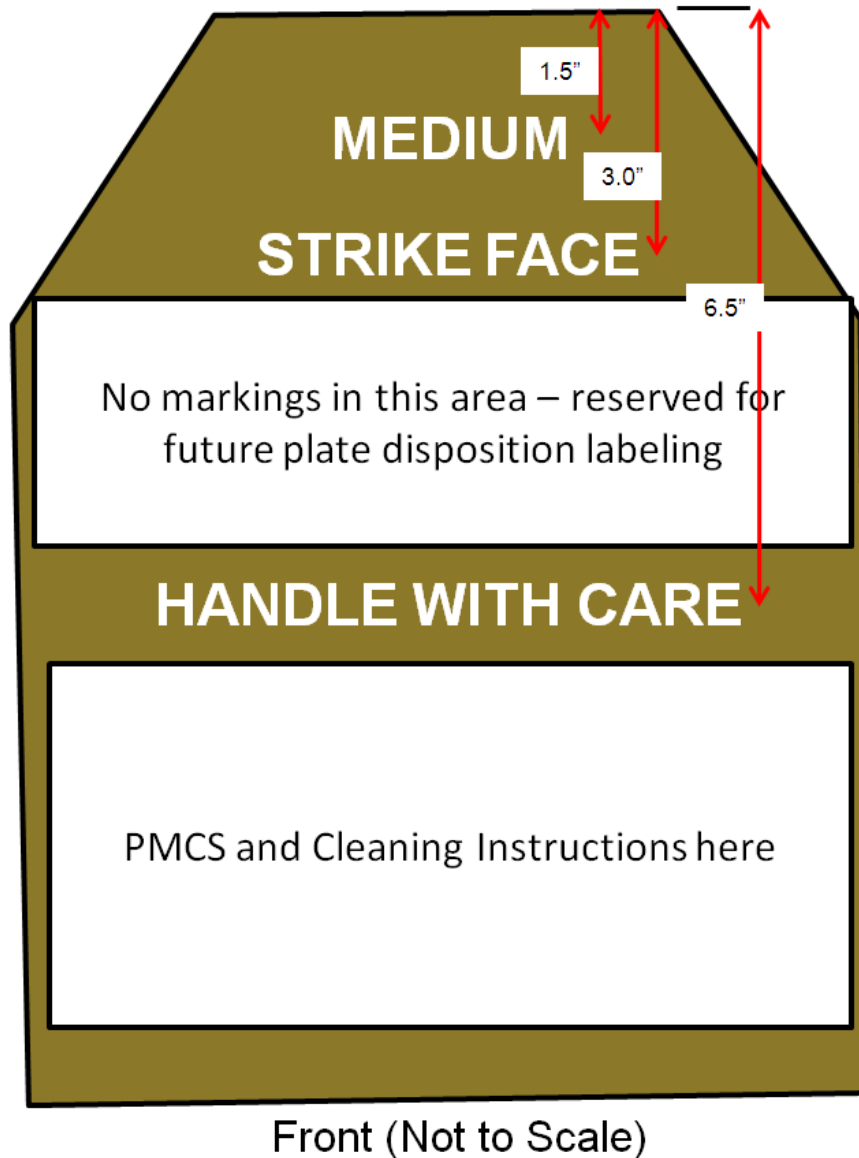 1.5”
MEDIUM
3.0”
STRIKE FACE
6.5”
No markings in this area – reserved for
future plate disposition labeling
HANDLE WITH CARE
PMCS and Cleaning Instructions here
Front (Not to Scale)